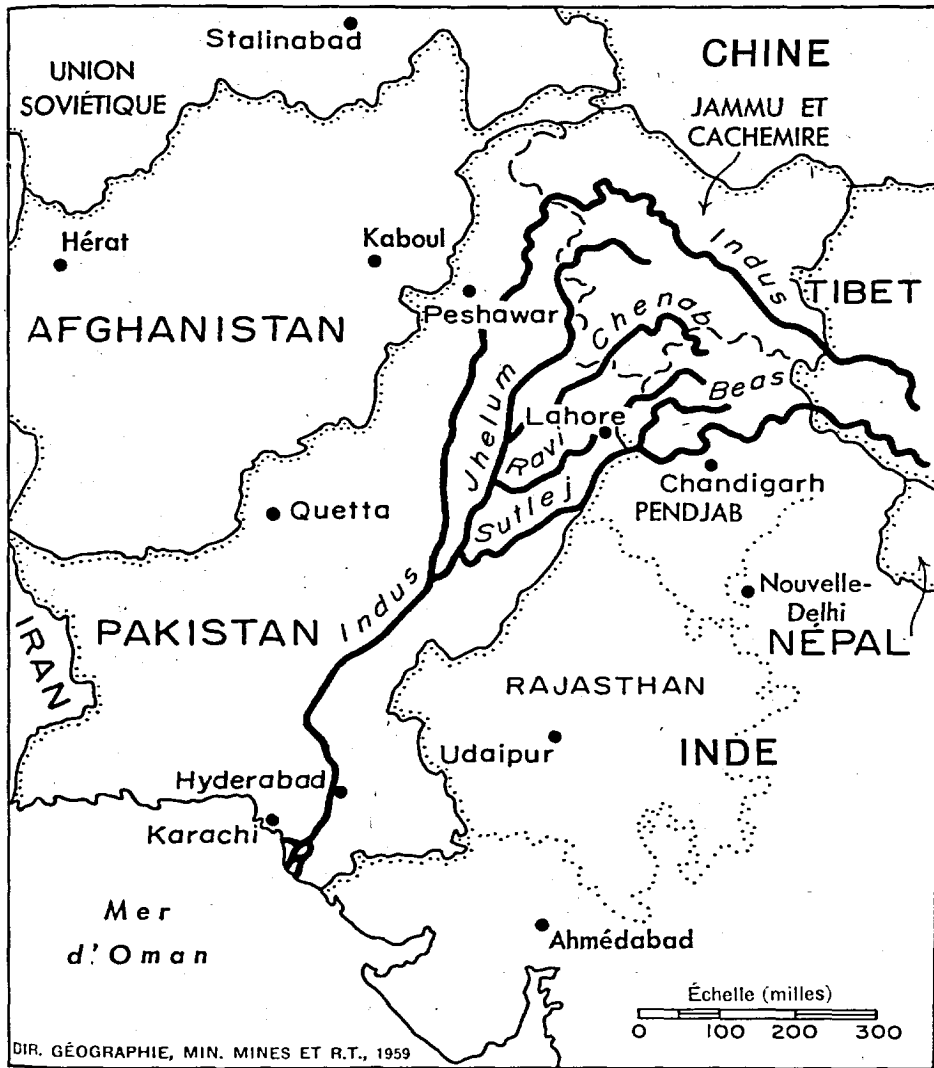 Stalinabad
UNION
SOVIÉTIQUE
CHINE
JAMMU ET
CACHEMIRE
Hérat
Kaboul
Indus
TIBET
Peshawar
AFGHANISTAN
Chenab
Beas
Jhelum
Lahore
Ravi
Chandigarh
Quetta
Sutlej
PENDJAB
Indus
Nouvelle-
Delhi
IRAN
PAKISTAN
NÉPAL
RAJASTHAN
Udaipur
INDE
Hyderabad
Karachi
Mer
d'Oman
Ahmédabad
Échelle (milles)
0 100 200 300
DIR. GÉOGRAPHIE, MIN. MINES ET R.T., 1959